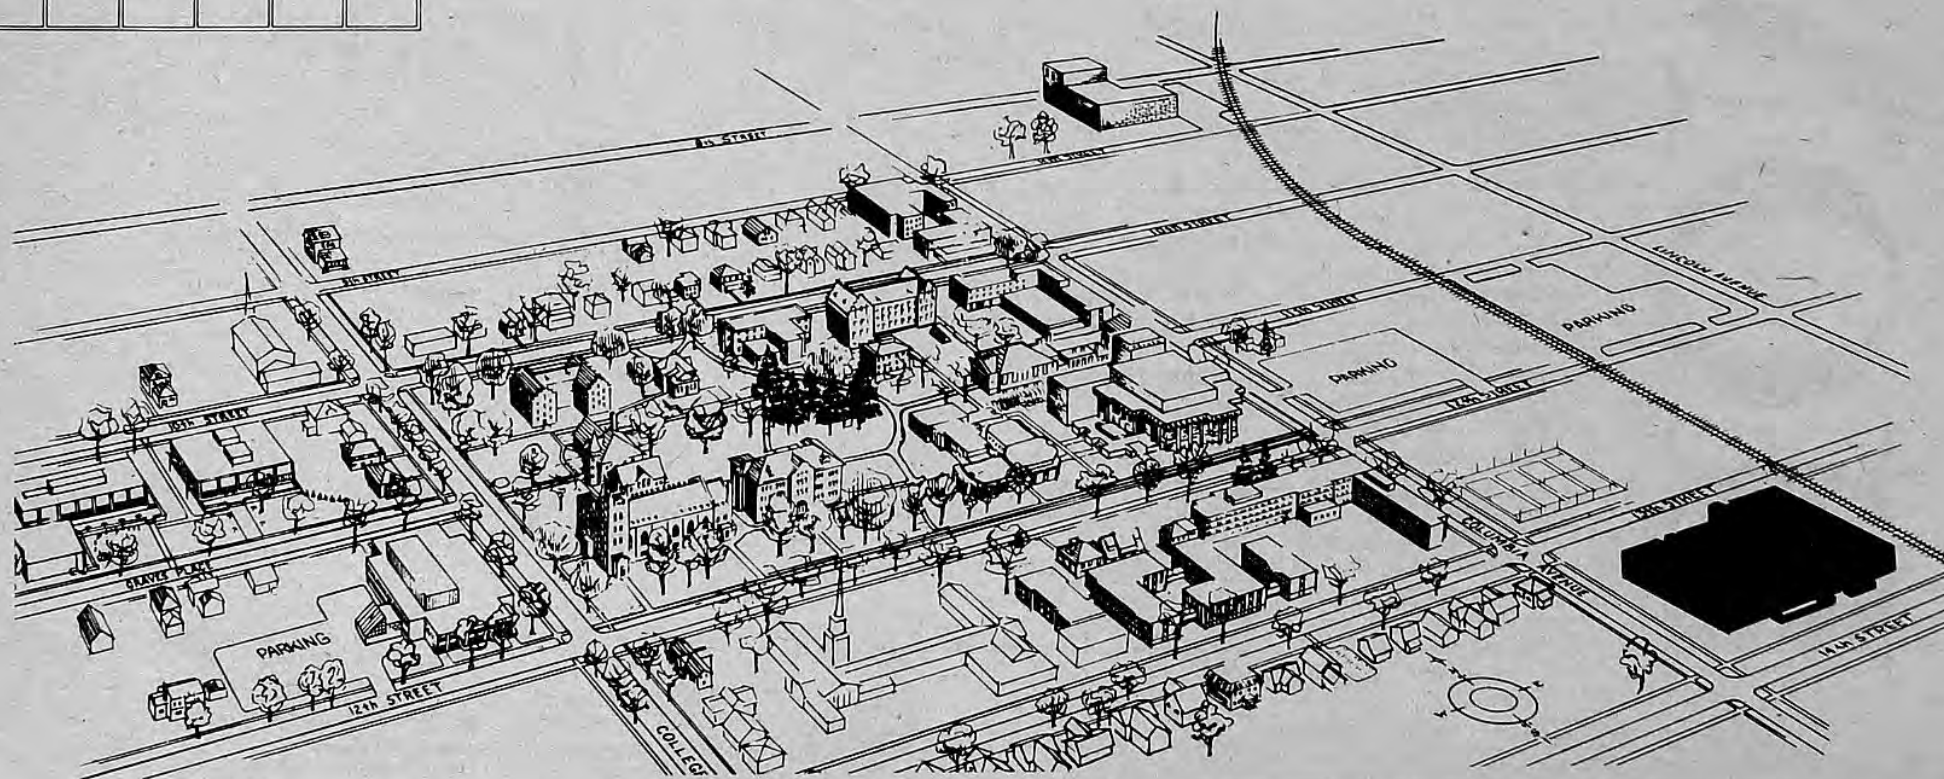 8th STREET
9th STREET
10th STREET
LINCOLN AVENUE
9th STREET
11th STREET
PARKING
PARKING
12th STREET
10th STREET
13th STREET
COLUMBIA
AVENUE
GRAVES PLACE
PARKING
14th STREET
12th STREET
N
E
W
S
COLLEGE